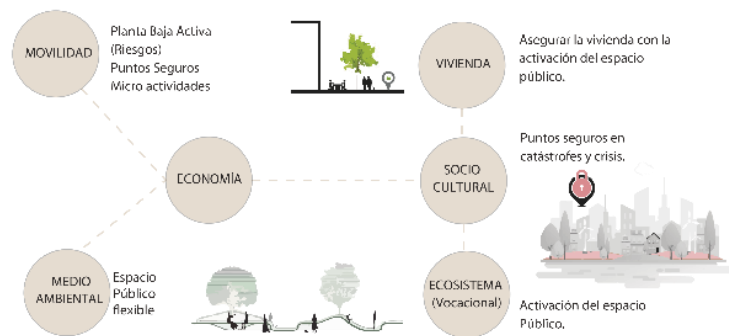 MOVILIDAD
Planta Baja Activa
(Riesgos)
Puntos Seguros
Micro actividades
VIVIENDA
Asegurar la vivienda con la
activación del espacio
público.
ECONOMÍA
SOCIO
CULTURAL
Puntos seguros en
catástrofes y crisis.
MEDIO
AMBIENTAL
Espacio
Público
flexible
ECOSISTEMA
(Vocacional)
Activación del espacio
Público,